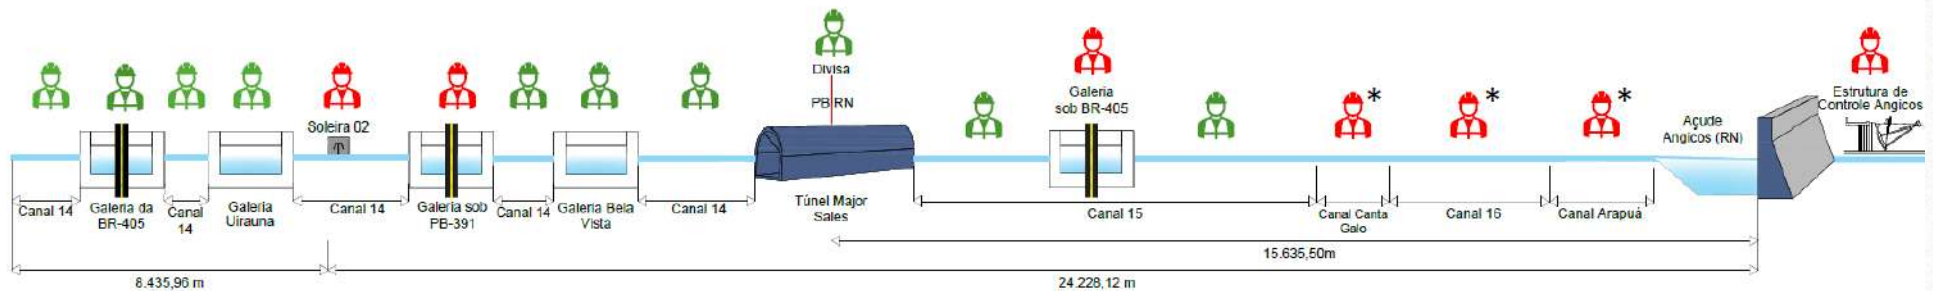 Divisa
PB
RN
Galeria
sob BR-405
*
*
*
Estrutura de
Controle Angicos
Soleira 02
Açude
Angicos (RN)
Canal 14
Galeria da
BR-405
Canal
14
Galeria
Uirauna
Canal 14
Galeria sob
PB-391
Canal 14
Galeria Bela
Vista
Canal 14
Túnel Major
Sales
Canal 15
Canal Canta
Galo
Canal 16
Canal Arapuá
15.635,50m
8.435,96 m
24.228,12 m